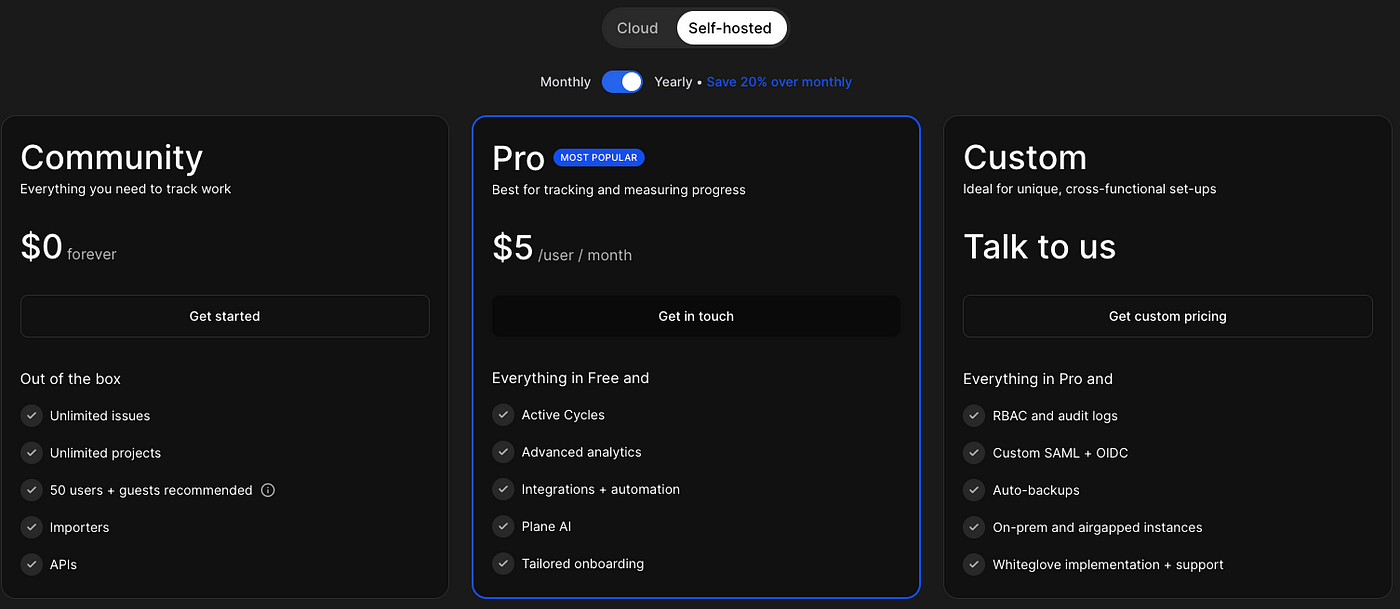 Cloud
Self-hosted
Monthly
Yearly • Save 20% over monthly
Community
Everything you need to track work
$0 forever
Get started
Out of the box
Unlimited issues
Unlimited projects
50 users + guests recommended
Importers
APIs
Pro MOST POPULAR
Best for tracking and measuring progress
$5 /user / month
Get in touch
Everything in Free and
Active Cycles
Advanced analytics
Integrations + automation
Plane AI
Tailored onboarding
Custom
Ideal for unique, cross-functional set-ups
Talk to us
Get custom pricing
Everything in Pro and
RBAC and audit logs
Custom SAML + OIDC
Auto-backups
On-prem and airgapped instances
Whiteglove implementation + support